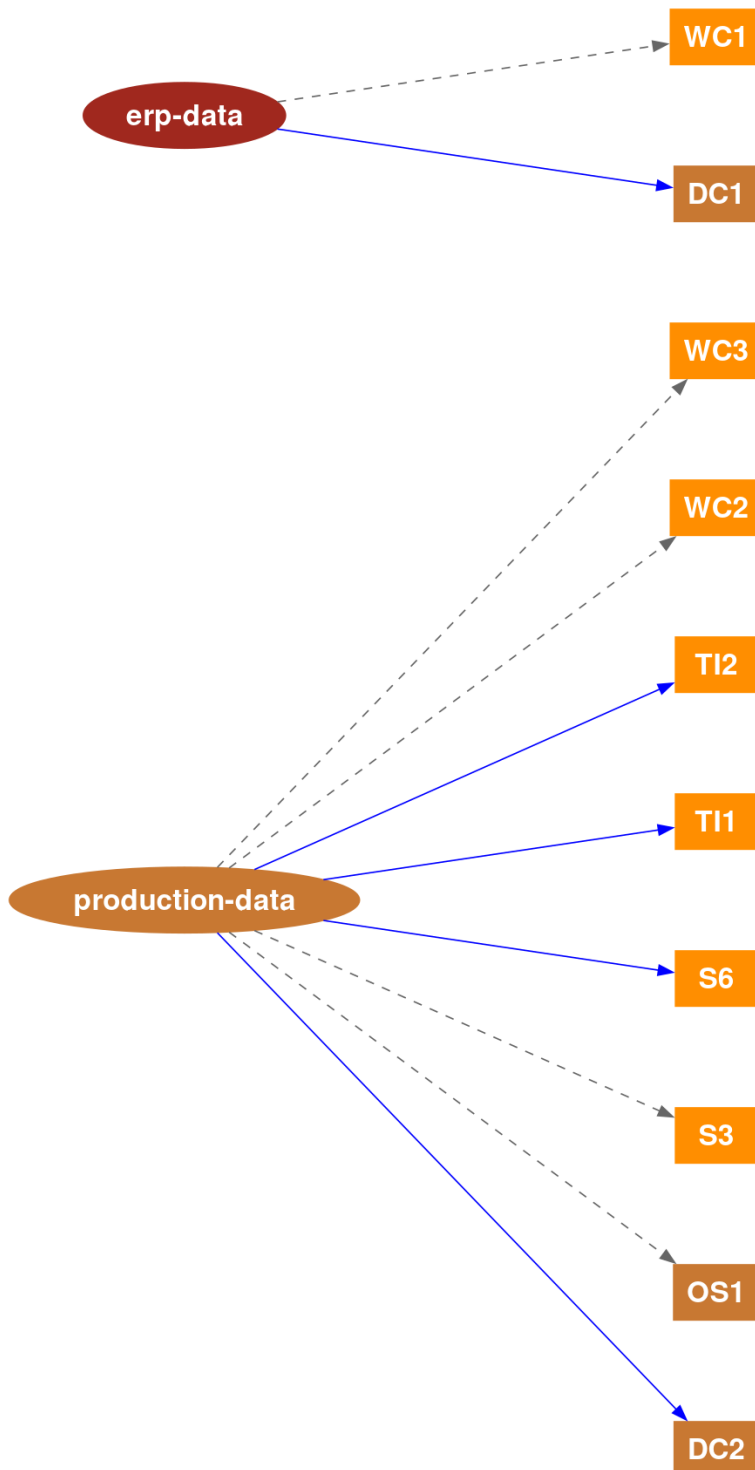 WC1
erp-data
DC1
WC3
WC2
TI2
TI1
production-data
S6
S3
OS1
DC2